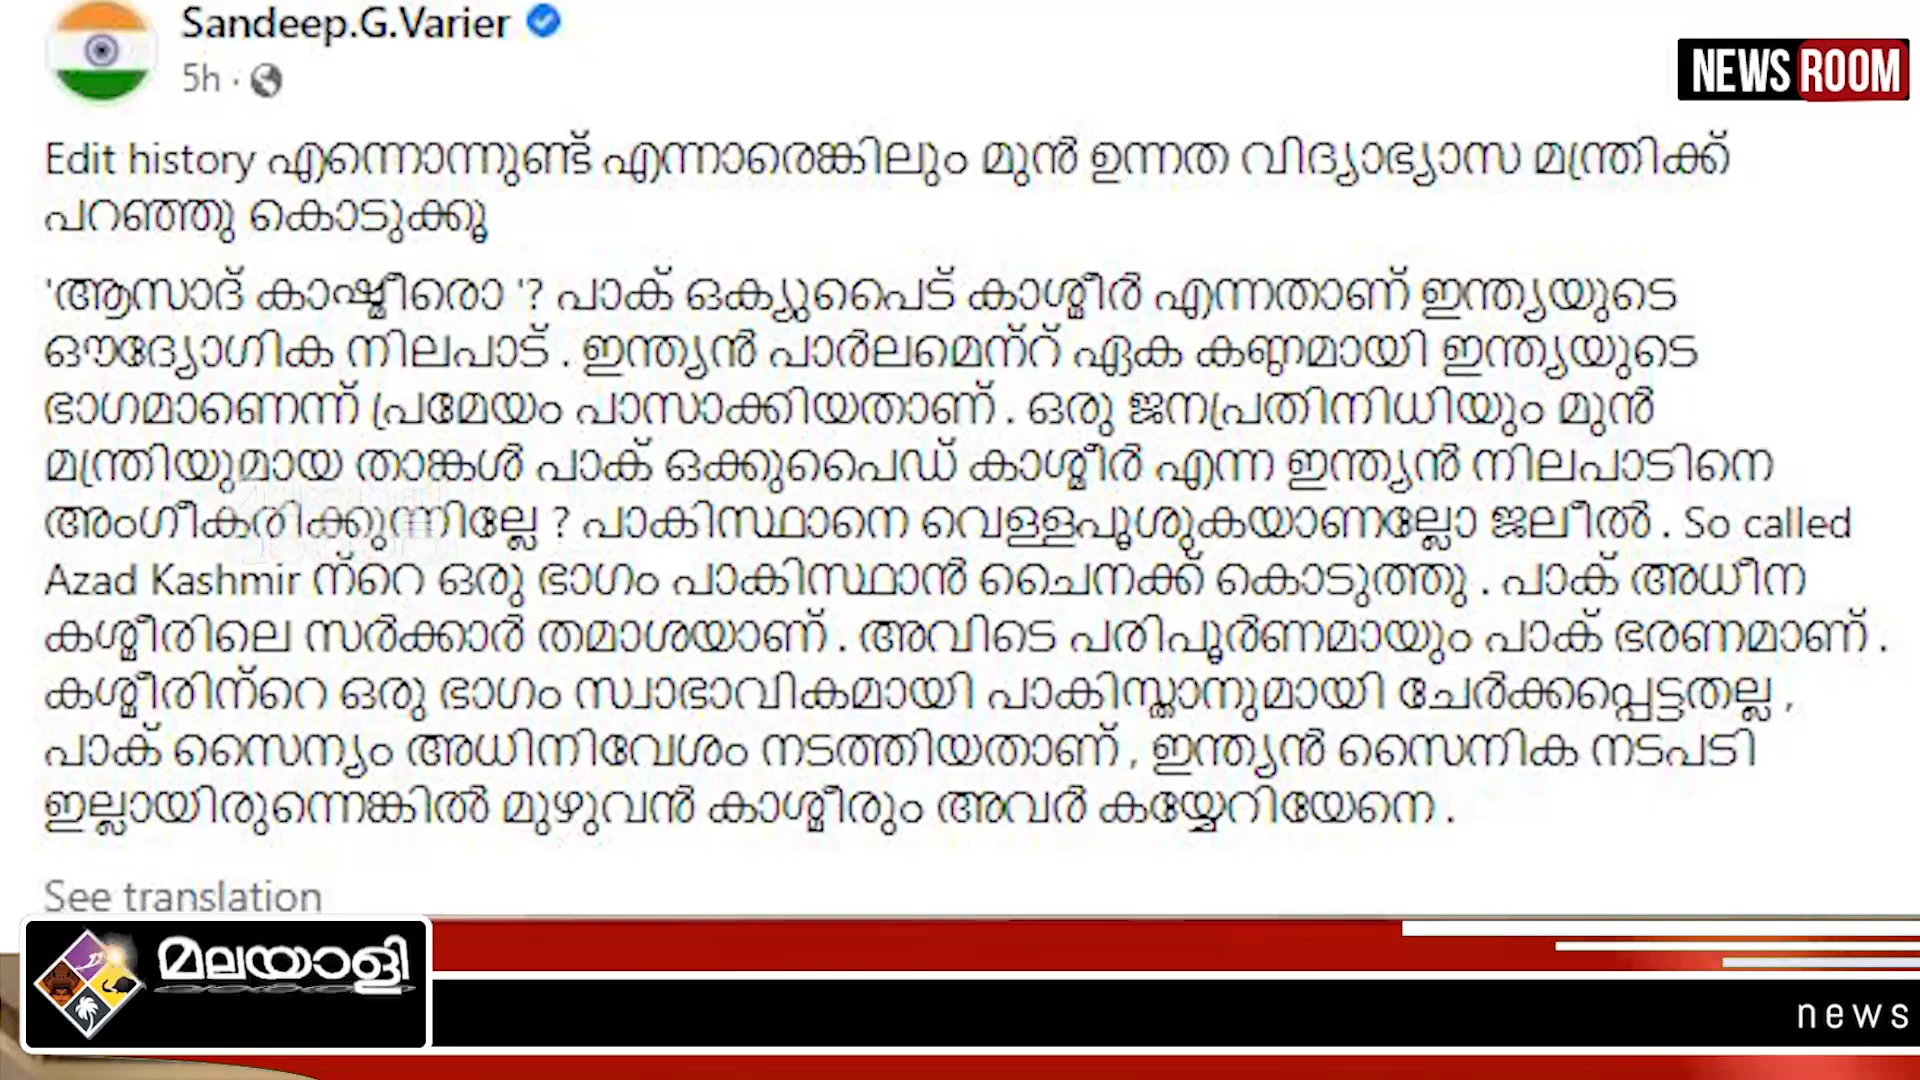 Sandeep.G.Varier
5h ·
NEWS ROOM
Edit history എന്നൊന്നുണ്ട് എന്നാരെങ്കിലും മുൻ ഉന്നത വിദ്യാഭ്യാസ മന്ത്രിക്ക്
പറഞ്ഞു കൊടുക്കൂ
'ആസാദ് കാഷ്മീരൊ '? പാക് ഒക്യുപൈട് കാശ്മീർ എന്നതാണ് ഇന്ത്യയുടെ
ഔദ്യോഗിക നിലപാട് . ഇന്ത്യൻ പാർലമെന്റ് ഏക കണ്ഠമായി ഇന്ത്യയുടെ
ഭാഗമാണെന്ന് പ്രമേയം പാസാക്കിയതാണ് . ഒരു ജനപ്രതിനിധിയും മുൻ
മന്ത്രിയുമായ താങ്കൾ പാക് ഒക്കുപൈഡ് കാശ്മീർ എന്ന ഇന്ത്യൻ നിലപാടിനെ
അംഗീകരിക്കുന്നില്ലേ ? പാകിസ്ഥാനെ വെള്ളപൂശുകയാണല്ലോ ജലീൽ . So called
Azad Kashmir ന്റെ ഒരു ഭാഗം പാകിസ്ഥാൻ ചൈനക്ക് കൊടുത്തു . പാക് അധീന
കശ്മീരിലെ സർക്കാർ തമാശയാണ് . അവിടെ പരിപൂർണമായും പാക് ഭരണമാണ് .
കശ്മീരിന്റെ ഒരു ഭാഗം സ്വാഭാവികമായി പാകിസ്താനുമായി ചേർക്കപ്പെട്ടതല്ല ,
പാക് സൈന്യം അധിനിവേശം നടത്തിയതാണ് , ഇന്ത്യൻ സൈനിക നടപടി
ഇല്ലായിരുന്നെങ്കിൽ മുഴുവൻ കാശ്മീരും അവർ കയ്യേറിയേനെ .
See translation
മലയാളി
news